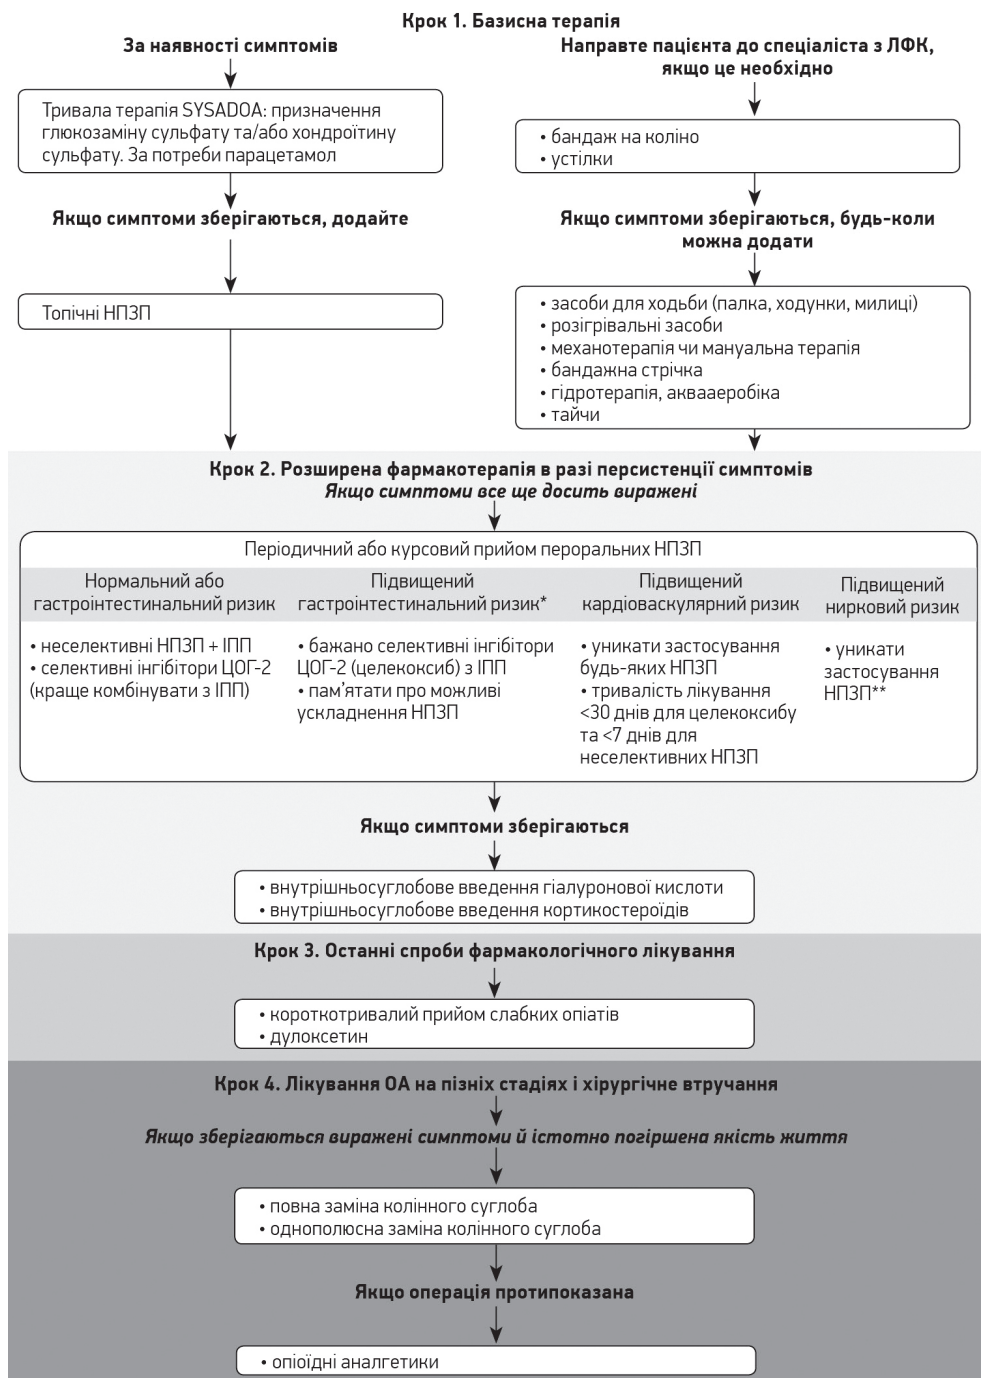 Крок 1. Базисна терапія
За наявності симптомів
Тривала терапія SYSADOA: призначення
глюкозаміну сульфату та/або хондроїтину
сульфату. За потреби парацетамол
Якщо симптоми зберігаються, додайте
Топічні НПЗП
Направте пацієнта до спеціаліста з ЛФК,
якщо це необхідно
• бандаж на коліно
• устілки
Якщо симптоми зберігаються, будь-коли
можна додати
• засоби для ходьби (палка, ходунки, милиці)
• розігрівальні засоби
• механотерапія чи мануальна терапія
• бандажна стрічка
• гідротерапія, аквааеробіка
• тайчи
Крок 2. Розширена фармакотерапія в разі персистенції симптомів
Якщо симптоми все ще досить виражені
Періодичний або курсовий прийом пероральних НПЗП
Нормальний або
гастроінтестинальний ризик
• неселективні НПЗП + ІПП
• селективні інгібітори ЦОГ-2
(краще комбінувати з ІПП)
Підвищений
гастроінтестинальний ризик*
• бажано селективні інгібітори
ЦОГ-2 (целекоксиб) з ІПП
• пам’ятати про можливі
ускладнення НПЗП
Підвищений
кардіоваскулярний ризик
• уникати застосування
будь-яких НПЗП
• тривалість лікування
<30 днів для целекоксибу
та <7 днів для
неселективних НПЗП
Підвищений
нирковий ризик
• уникати
застосування
НПЗП**
Якщо симптоми зберігаються
• внутрішньосуглобове введення гіалуронової кислоти
• внутрішньосуглобове введення кортикостероїдів
Крок 3. Останні спроби фармакологічного лікування
• короткотривалий прийом слабких опіатів
• дулоксетин
Крок 4. Лікування ОА на пізніх стадіях і хірургічне втручання
Якщо зберігаються виражені симптоми й істотно погіршена якість життя
• повна заміна колінного суглоба
• однополюсна заміна колінного суглоба
Якщо операція протипоказана
• опіоїдні аналгетики